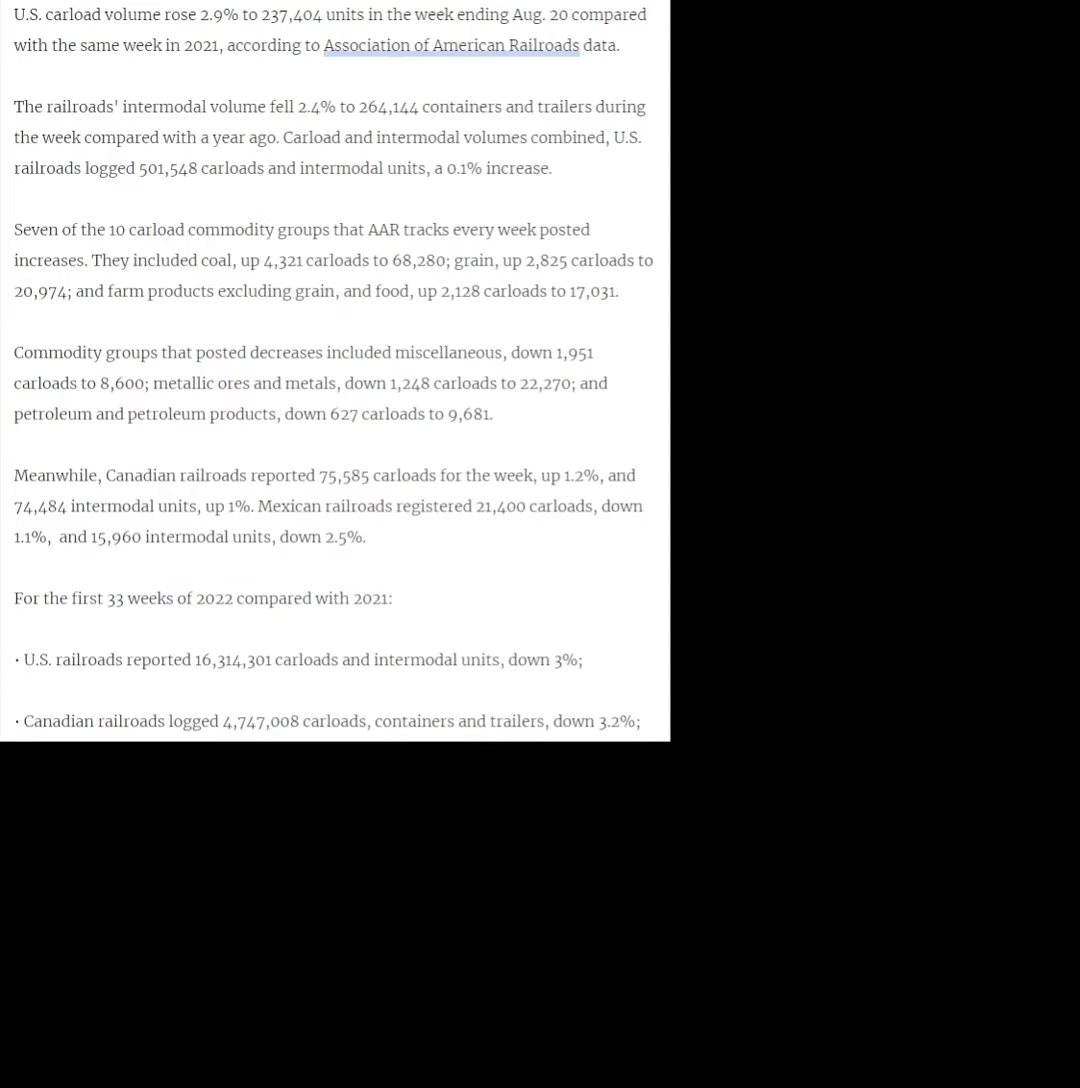 U.S. carload volume rose 2.9% to 237,404 units in the week ending Aug. 20 compared
with the same week in 2021, according to Association of American Railroads data.
The railroads' intermodal volume fell 2.4% to 264,144 containers and trailers during
the week compared with a year ago. Carload and intermodal volumes combined, U.S.
railroads logged 501,548 carloads and intermodal units, a 0.1% increase.
Seven of the 10 carload commodity groups that AAR tracks every week posted
increases. They included coal, up 4,321 carloads to 68,280; grain, up 2,825 carloads to
20,974; and farm products excluding grain, and food, up 2,128 carloads to 17,031.
Commodity groups that posted decreases included miscellaneous, down 1,951
carloads to 8,600; metallic ores and metals, down 1,248 carloads to 22,270; and
petroleum and petroleum products, down 627 carloads to 9,681.
Meanwhile, Canadian railroads reported 75,585 carloads for the week, up 1.2%, and
74,484 intermodal units, up 1%. Mexican railroads registered 21,400 carloads, down
1.1%, and 15,960 intermodal units, down 2.5%.
For the first 33 weeks of 2022 compared with 2021:
• U.S. railroads reported 16,314,301 carloads and intermodal units, down 3%;
• Canadian railroads logged 4,747,008 carloads, containers and trailers, down 3.2%;